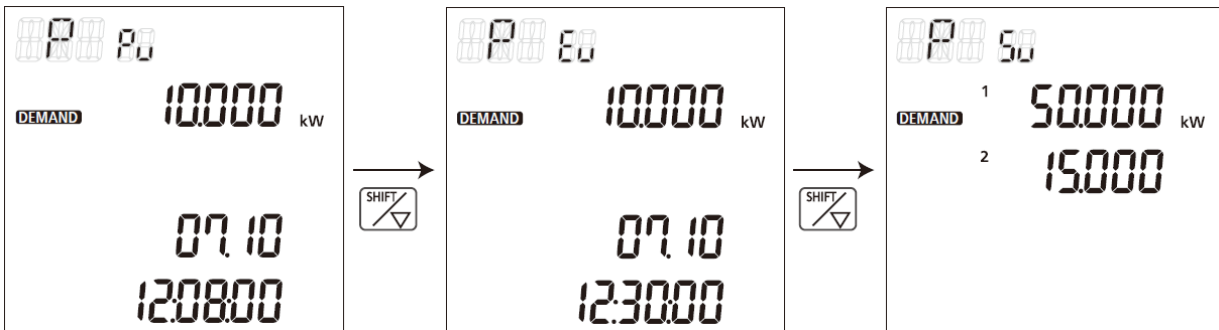 P Pu
DEMAND 10.000 kW
07.10
12:08:00
SHIFT
P Eu
DEMAND 10.000 kW
07.10
12:30:00
SHIFT
P Su
DEMAND 1 50.000 kW
2 15.000